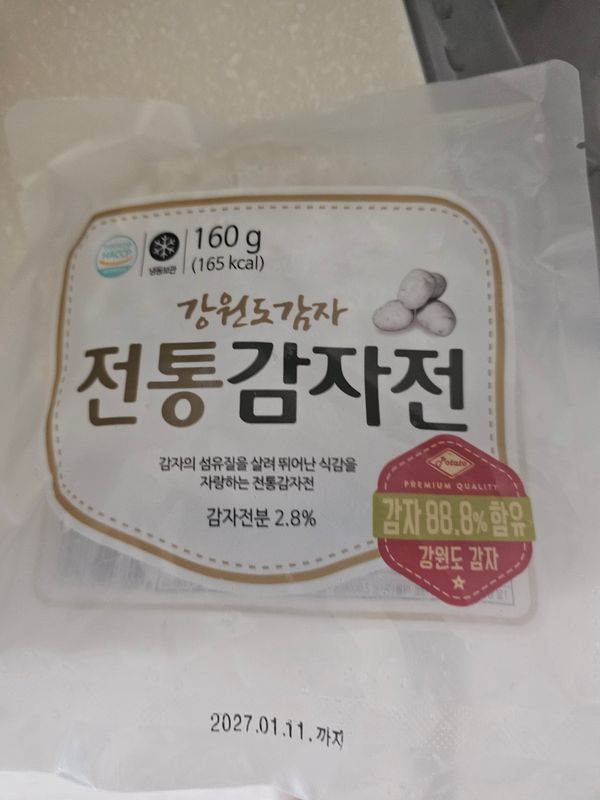 HACCP
냉동보관
160 g
(165 kcal)
강원도감자
전통감자전
감자의 섬유질을 살려 뛰어난 식감을
자랑하는 전통감자전
감자전분 2.8%
Potato
PREMIUM QUALITY
감자 88.8% 함유
강원도 감자
2027.01.11.까지